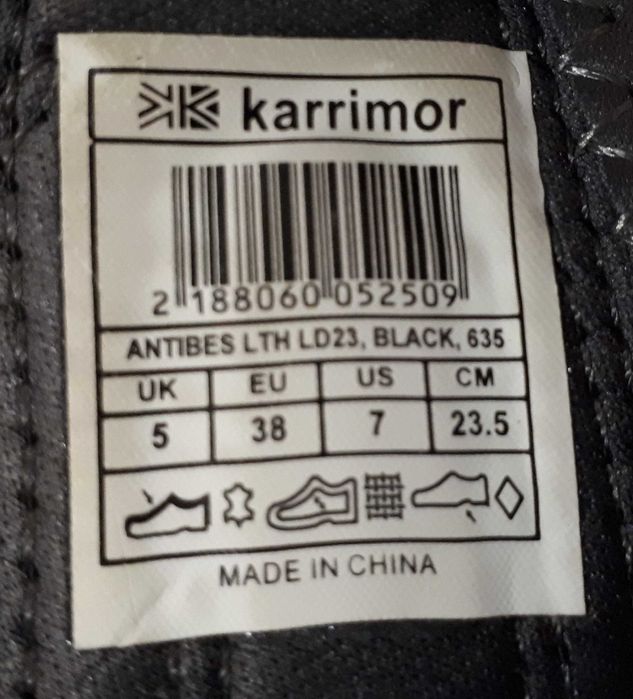 karrimor
2 188060 052509
ANTIBES LTH LD23, BLACK, 635
UK EU US CM
5 38 7 23.5
MADE IN CHINA